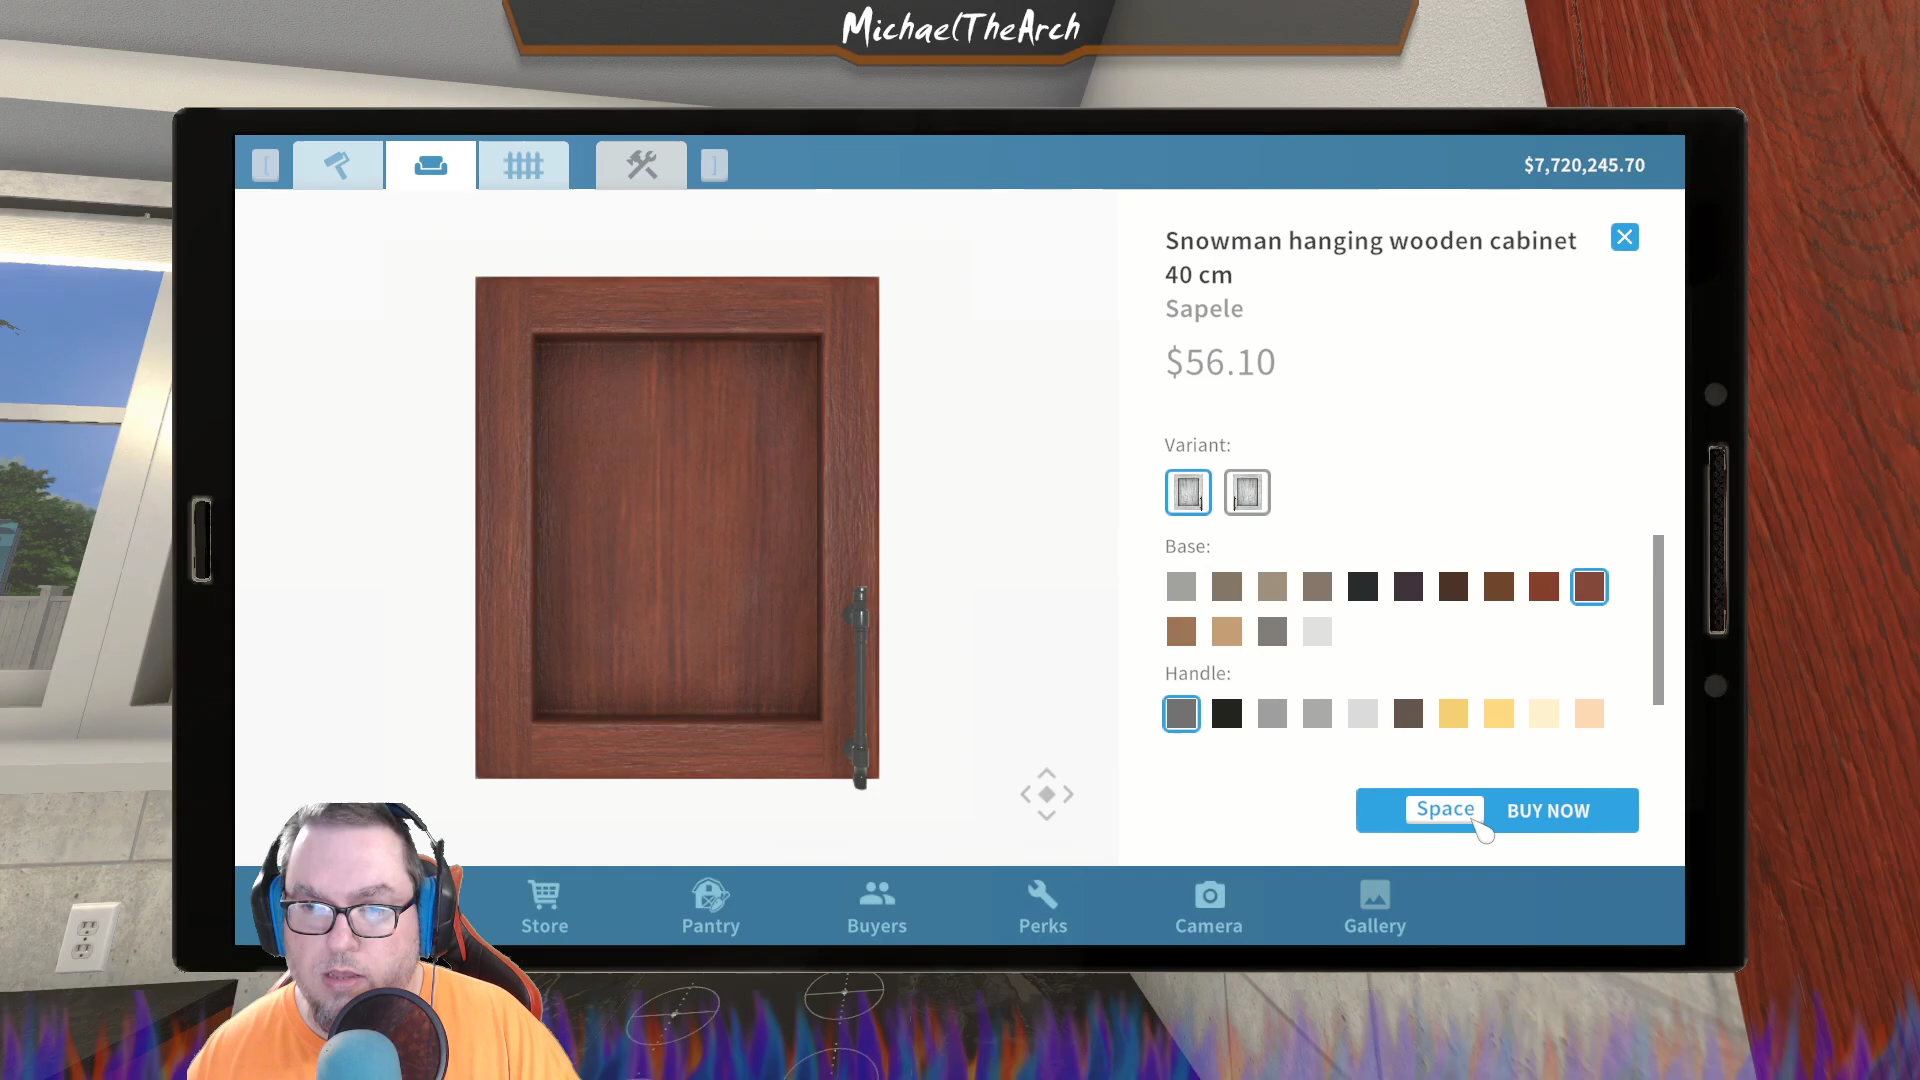 MichaelTheArch
[
]
$7,720,245.70
Snowman hanging wooden cabinet
40 cm
Sapele
$56.10
Variant:
Base:
Handle:
Space BUY NOW
Store
Pantry
Buyers
Perks
Camera
Gallery